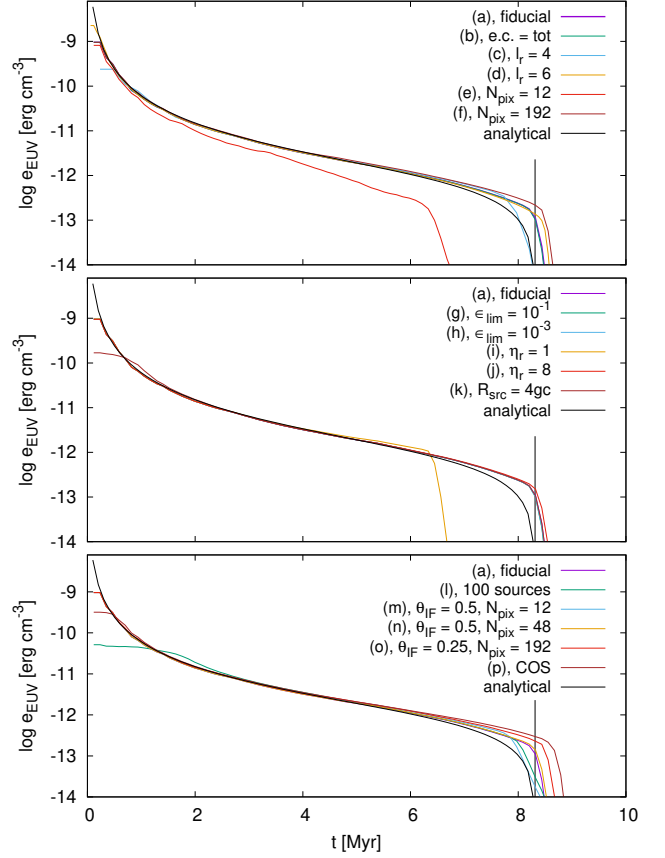 (a), fiducial
(b), e.c. = tot
(c), l_r = 4
(d), l_r = 6
(e), N_pix = 12
(f), N_pix = 192
analytical
log e_EUV [erg cm^-3]
-9
-10
-11
-12
-13
-14
(a), fiducial
(g), ϵ_lim = 10^-1
(h), ϵ_lim = 10^-3
(i), η_r = 1
(j), η_r = 8
(k), R_src = 4gc
analytical
log e_EUV [erg cm^-3]
-9
-10
-11
-12
-13
-14
(a), fiducial
(l), 100 sources
(m), θ_IF = 0.5, N_pix = 12
(n), θ_IF = 0.5, N_pix = 48
(o), θ_IF = 0.25, N_pix = 192
(p), COS
analytical
log e_EUV [erg cm^-3]
-9
-10
-11
-12
-13
-14
0 2 4 6 8 10
t [Myr]